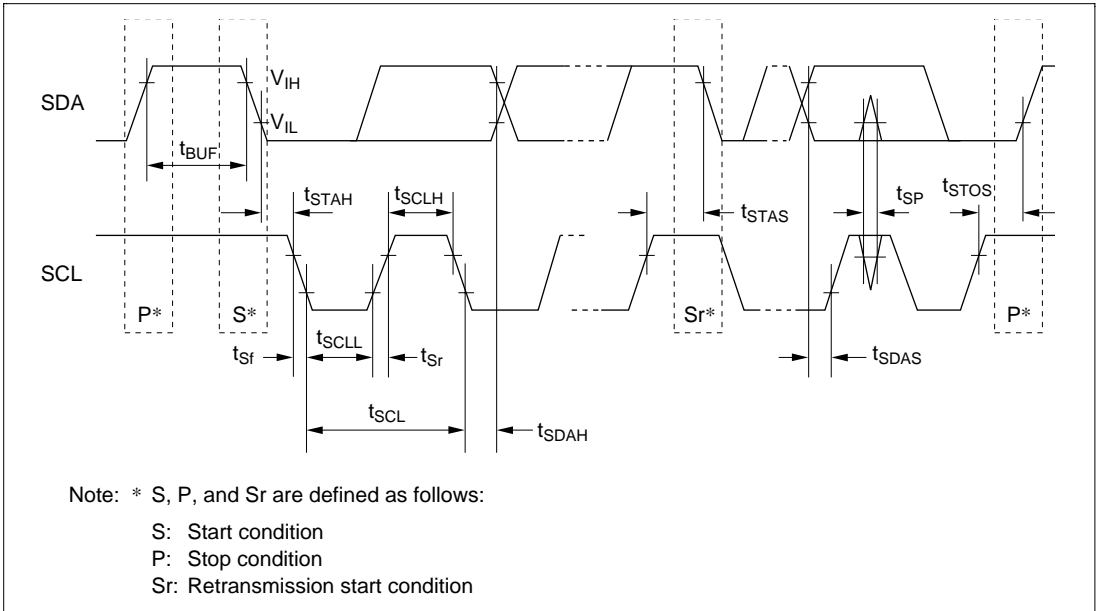 V_IH
SDA
V_IL
t_BUF
t_STAH
t_SCLH
t_STAS
t_SP
t_STOS
SCL
P*
S*
Sr*
P*
t_Sf
t_SCLL
t_Sr
t_SDAS
t_SCL
t_SDAH
Note: * S, P, and Sr are defined as follows:
S: Start condition
P: Stop condition
Sr: Retransmission start condition